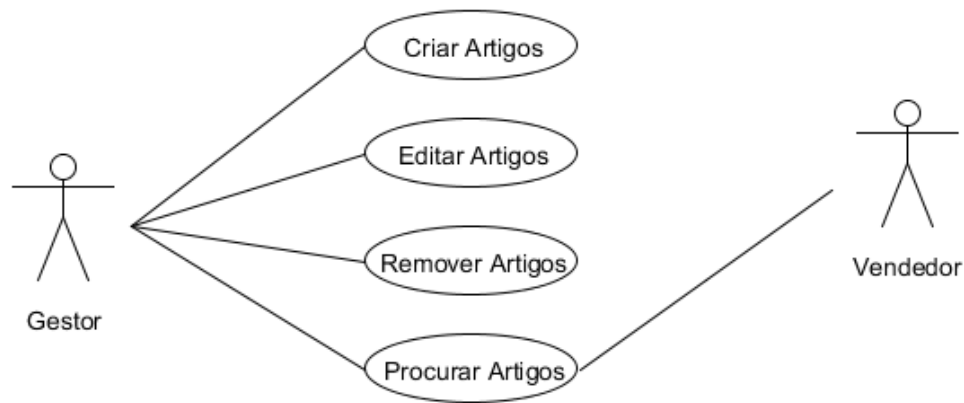 Criar Artigos
Editar Artigos
Remover Artigos
Procurar Artigos
Gestor
Vendedor